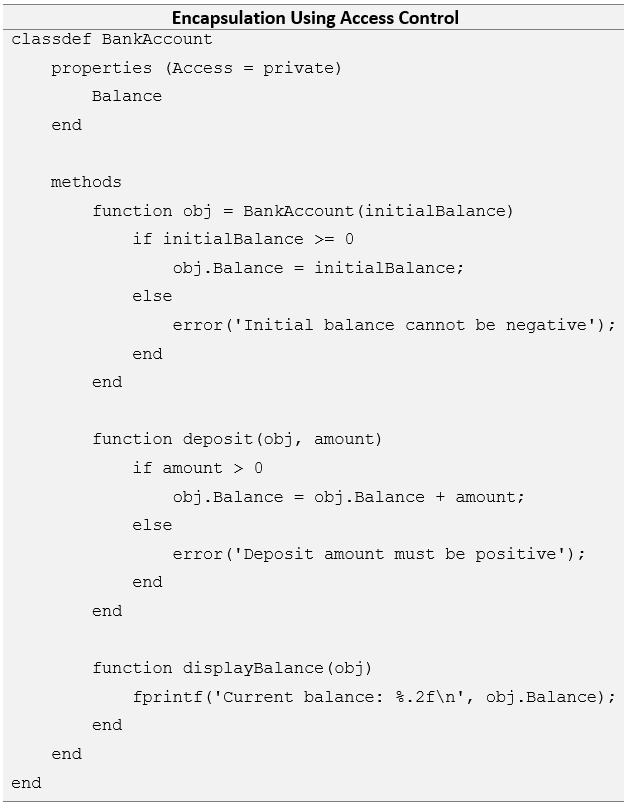 Encapsulation Using Access Control
classdef BankAccount
    properties (Access = private)
        Balance
    end

    methods
        function obj = BankAccount(initialBalance)
            if initialBalance >= 0
                obj.Balance = initialBalance;
            else
                error('Initial balance cannot be negative');
            end
        end

        function deposit(obj, amount)
            if amount > 0
                obj.Balance = obj.Balance + amount;
            else
                error('Deposit amount must be positive');
            end
        end

        function displayBalance(obj)
            fprintf('Current balance: %.2f\n', obj.Balance);
        end
    end
end